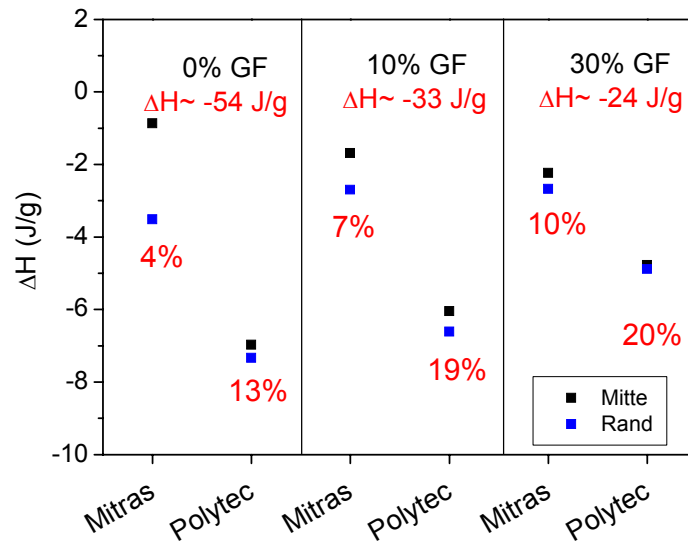 2
0
-2
-4
-6
-8
-10
ΔH (J/g)
0% GF
ΔH~ -54 J/g
10% GF
ΔH~ -33 J/g
30% GF
ΔH~ -24 J/g
4%
13%
7%
19%
10%
20%
Mitte
Rand
Mitras
Polytec
Mitras
Polytec
Mitras
Polytec